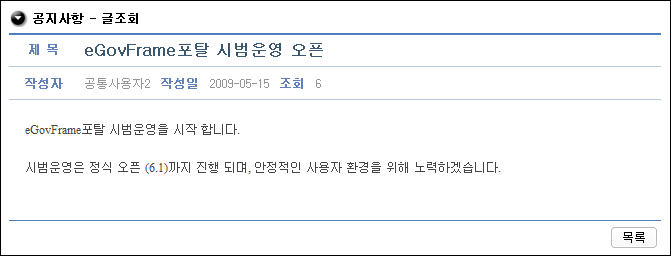 공지사항 - 글조회
제 목 eGovFrame포탈 시범운영 오픈
작성자 공통사용자2 작성일 2009-05-15 조회 6
eGovFrame포탈 시범운영을 시작 합니다.
시범운영은 정식 오픈 (6.1)까지 진행 되며, 안정적인 사용자 환경을 위해 노력하겠습니다.
목록